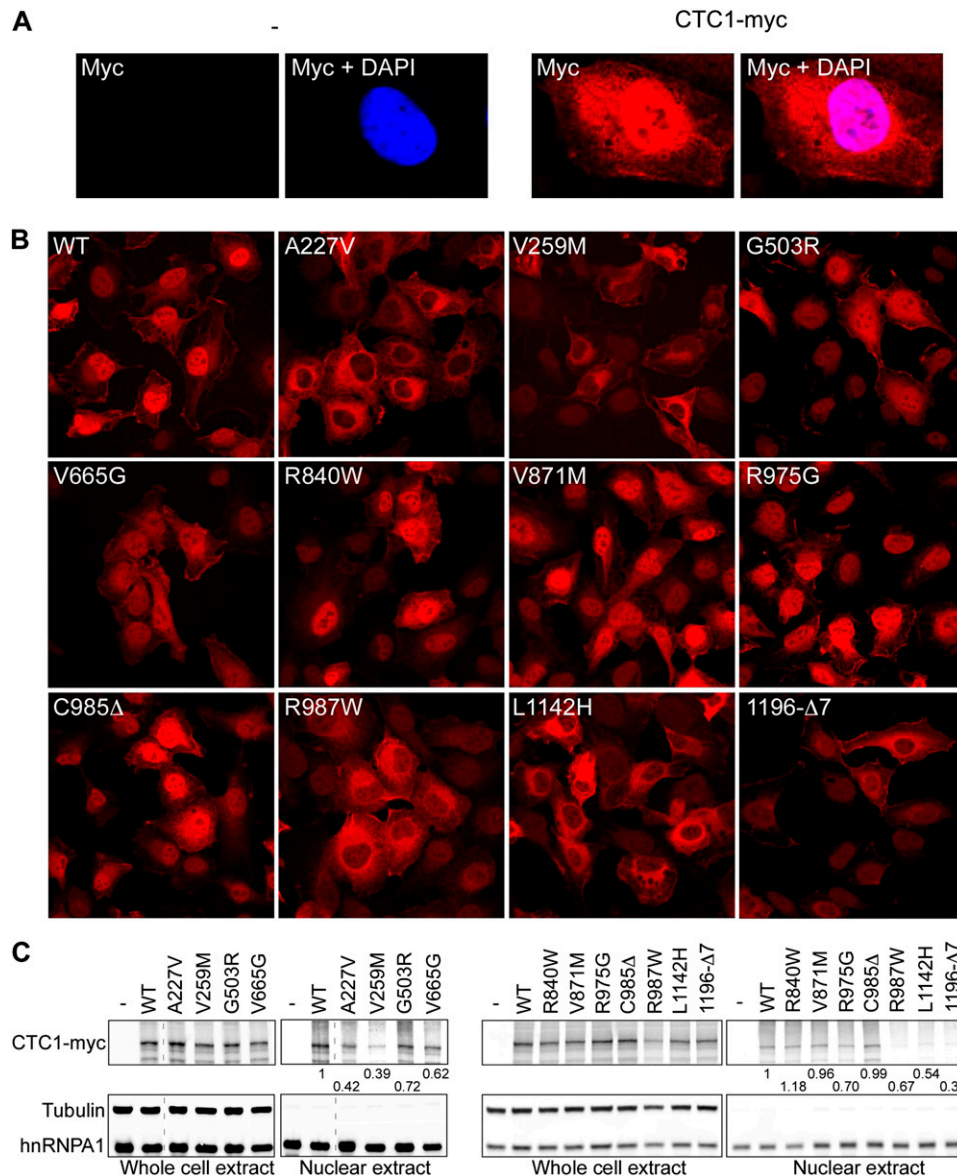 A
- CTC1-myc
Myc Myc + DAPI Myc Myc + DAPI
B
WT A227V V259M G503R
V665G R840W V871M R975G
C985Δ R987W L1142H 1196-Δ7
C
- WT A227V V259M G503R V665G - WT A227V V259M G503R V665G - WT R840W V871M R975G C985Δ R987W L1142H 1196-Δ7 - WT R840W V871M R975G C985Δ R987W L1142H 1196-Δ7
CTC1-myc
1 0.39 0.62 1 0.96 0.99 0.54
0.42 0.72 1.18 0.70 0.67 0.3
Tubulin
hnRNPA1
Whole cell extract Nuclear extract Whole cell extract Nuclear extract